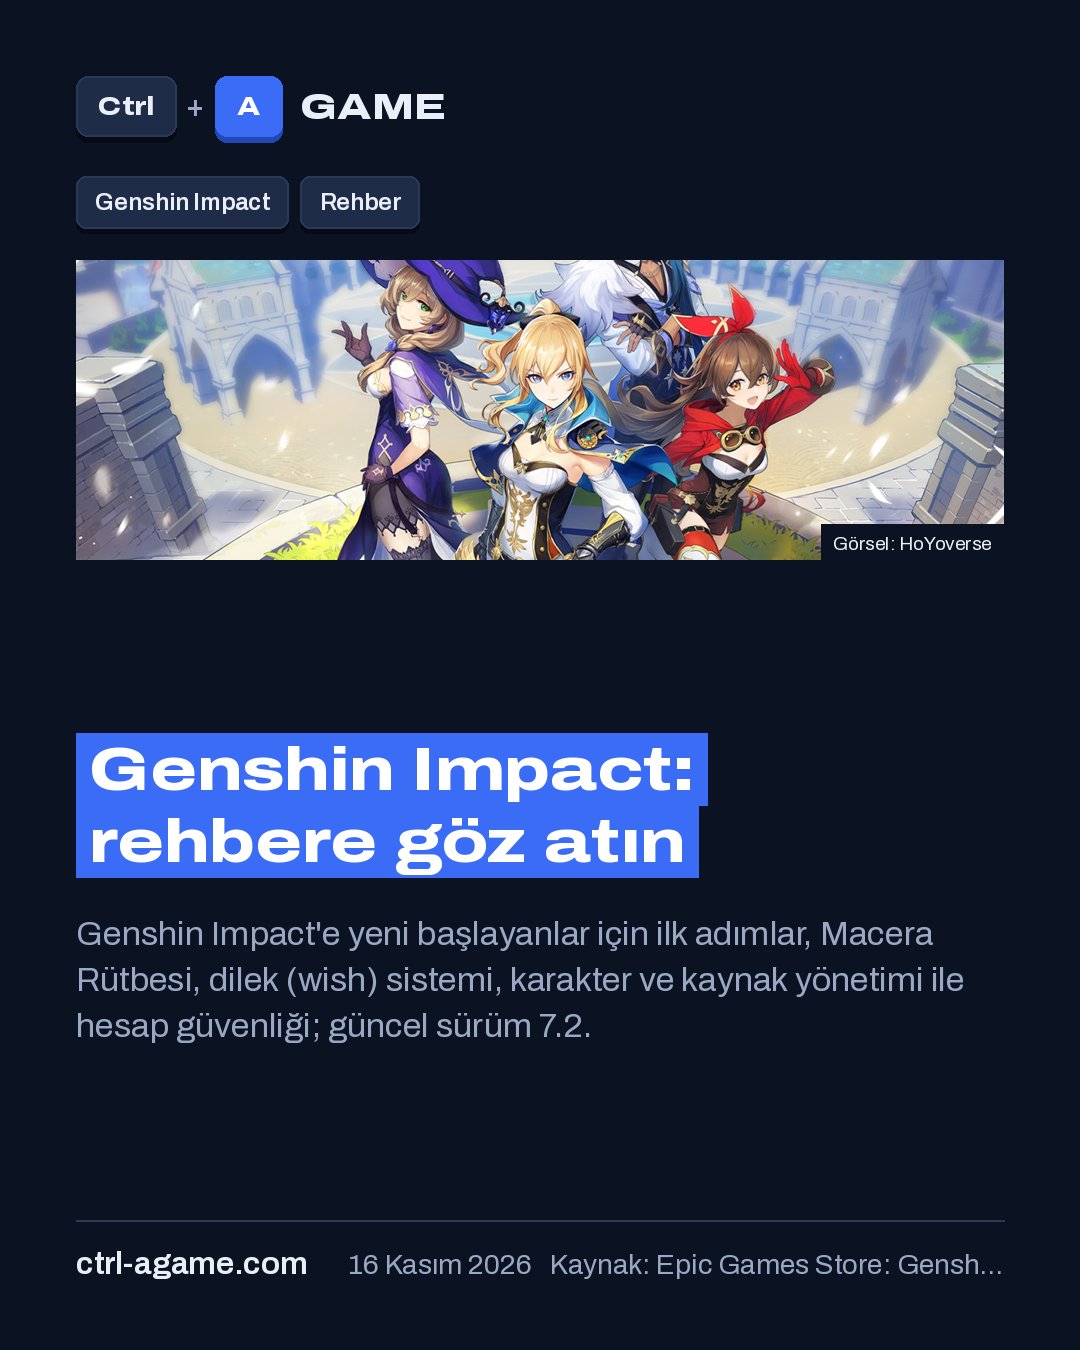 Ctrl + A GAME
Genshin Impact Rehber
Görsel: HoYoverse
Genshin Impact:
rehbere göz atın
Genshin Impact'e yeni başlayanlar için ilk adımlar, Macera
Rütbesi, dilek (wish) sistemi, karakter ve kaynak yönetimi ile
hesap güvenliği; güncel sürüm 7.2.
ctrl-agame.com 16 Kasım 2026 Kaynak: Epic Games Store: Gensh...